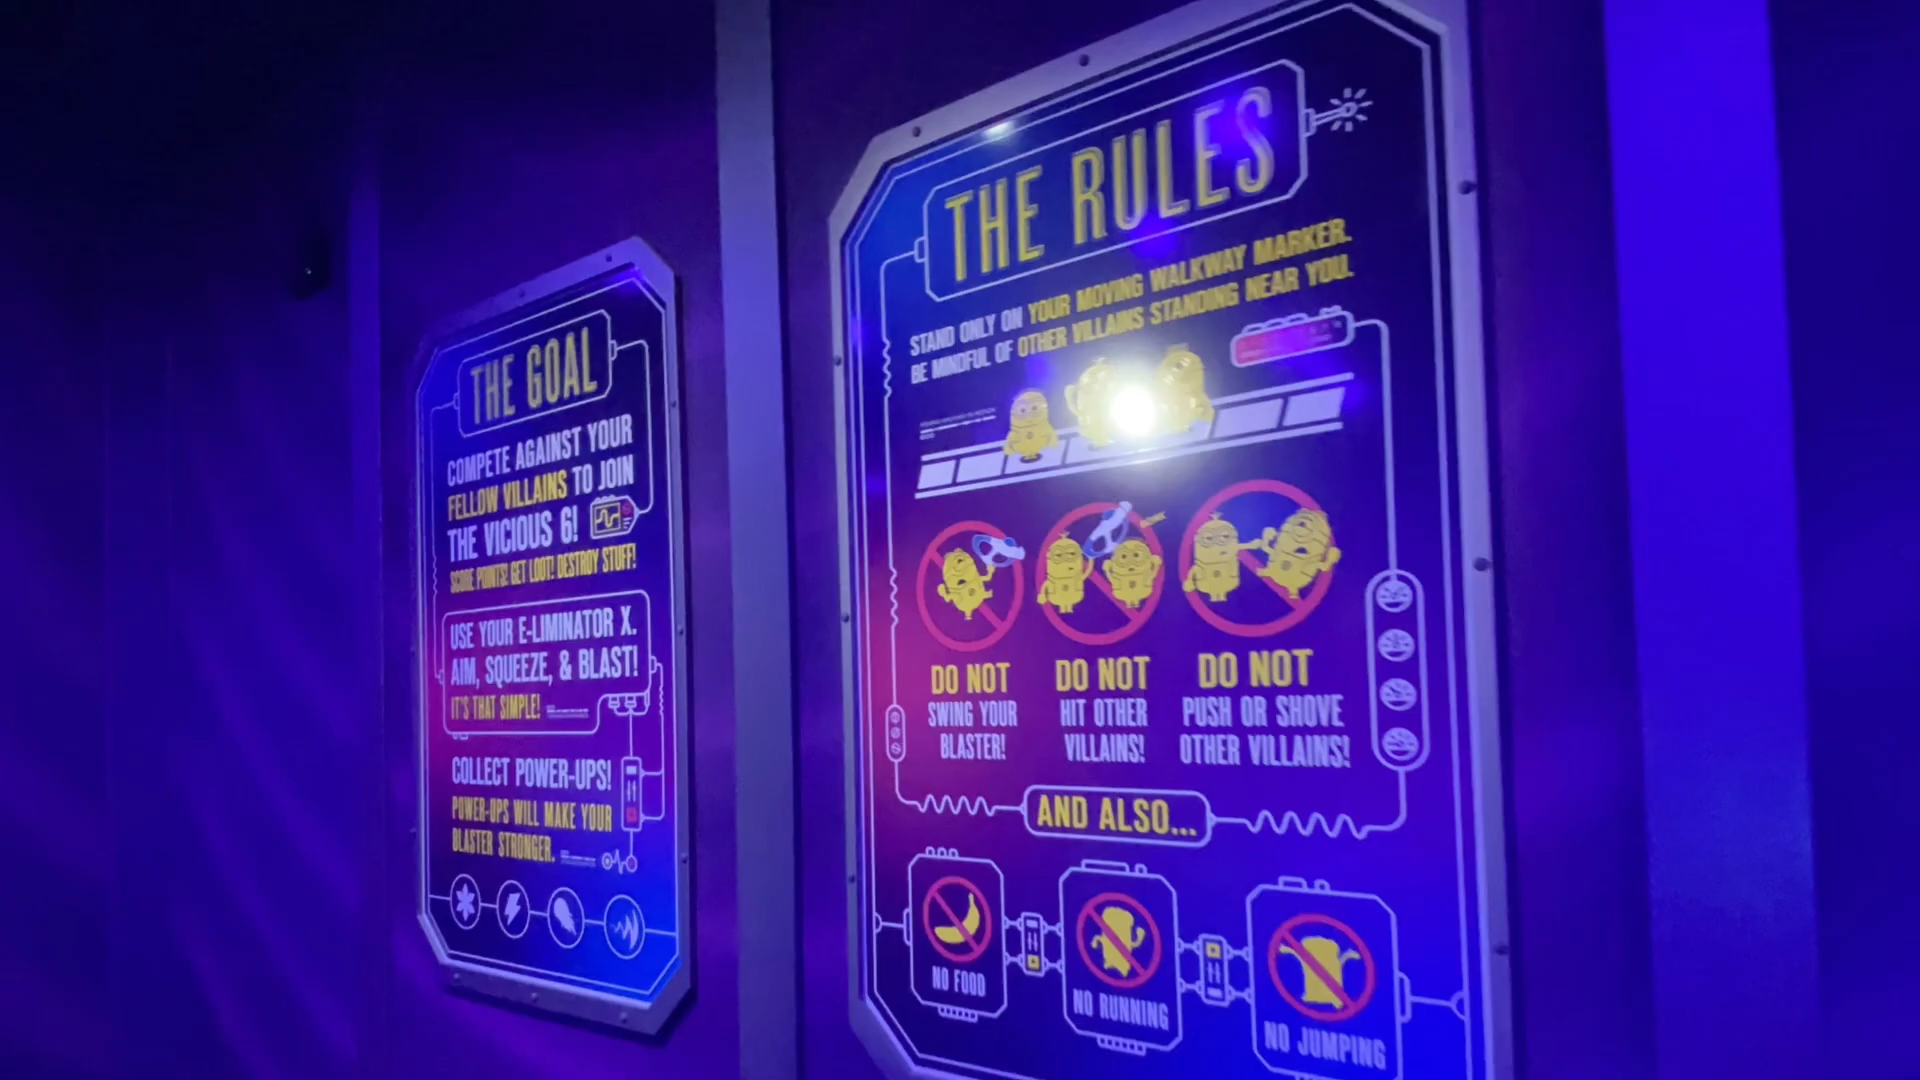 THE GOAL
COMPETE AGAINST YOUR
FELLOW VILLAINS TO JOIN
THE VICIOUS 6!
SCORE POINTS! GET LOOT! DESTROY STUFF!
USE YOUR E-LIMINATOR X.
AIM, SQUEEZE, & BLAST!
IT'S THAT SIMPLE!
COLLECT POWER-UPS!
POWER-UPS WILL MAKE YOUR
BLASTER STRONGER.
THE RULES
STAND ONLY ON YOUR MOVING WALKWAY MARKER.
BE MINDFUL OF OTHER VILLAINS STANDING NEAR YOU.
DO NOT
SWING YOUR
BLASTER!
DO NOT
HIT OTHER
VILLAINS!
DO NOT
PUSH OR SHOVE
OTHER VILLAINS!
AND ALSO...
NO FOOD
NO RUNNING
NO JUMPING